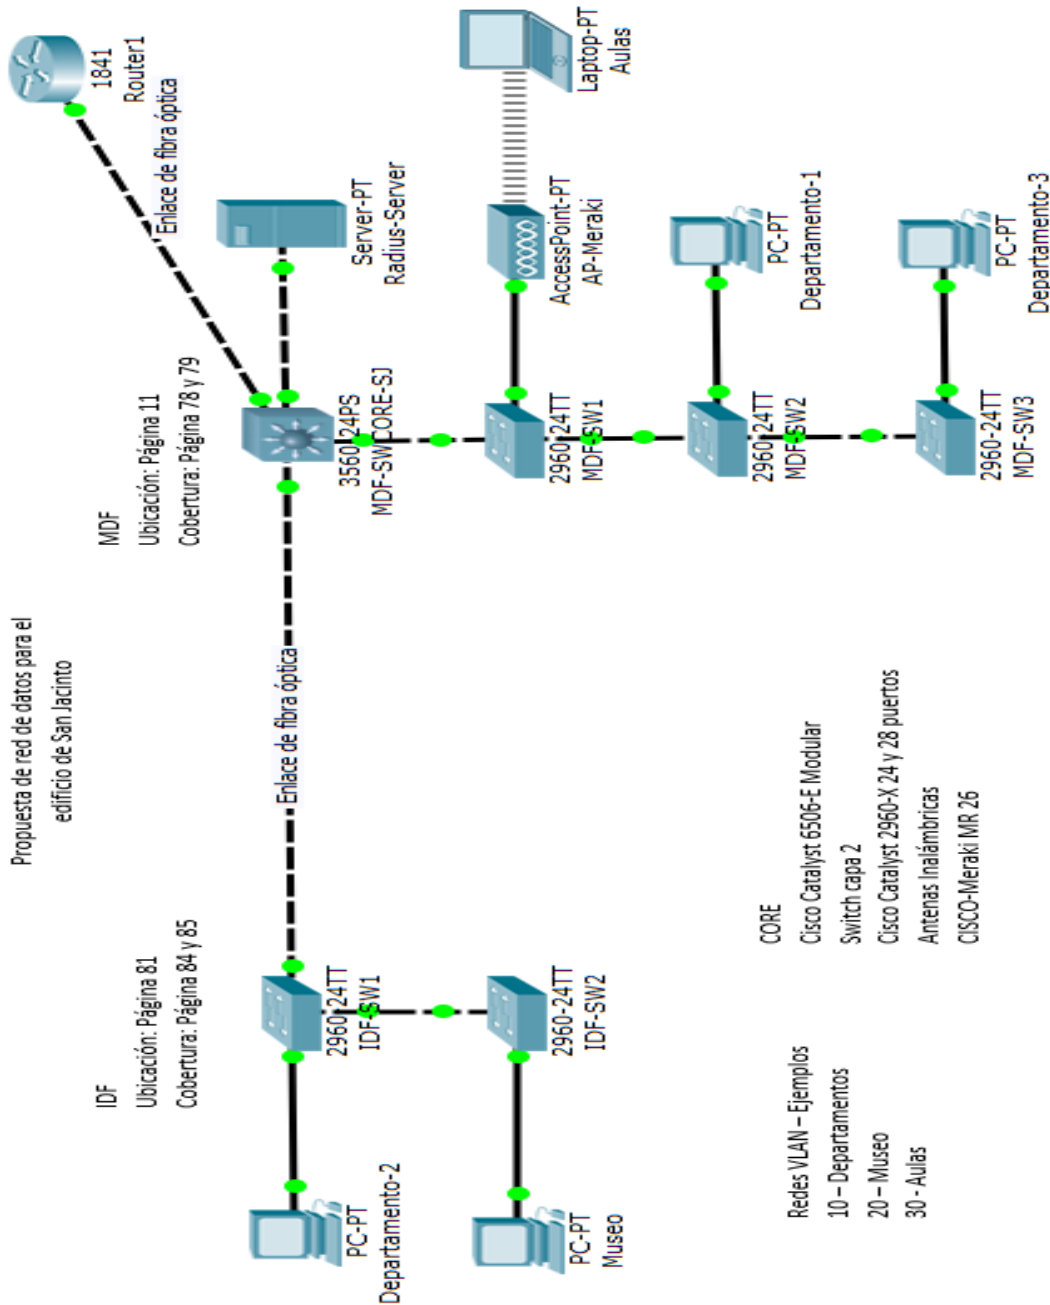 Propuesta de red de datos para el
edificio de San Jacinto
IDF
Ubicación: Página 81
Cobertura: Página 84 y 85
MDF
Ubicación: Página 11
Cobertura: Página 78 y 79
1841
Router1
Enlace de fibra óptica
Enlace de fibra óptica
Server-PT
Radius-Server
3560-24PS
MDF-SW-CORE-SJ
PC-PT
Departamento-2
2960-24TT
IDF-SW1
2960-24TT
IDF-SW2
PC-PT
Museo
2960-24TT
MDF-SW1
AccessPoint-PT
AP-Meraki
Laptop-PT
Aulas
2960-24TT
MDF-SW2
PC-PT
Departamento-1
2960-24TT
MDF-SW3
PC-PT
Departamento-3
Redes VLAN – Ejemplos
10 – Departamentos
20 – Museo
30 - Aulas
CORE
Cisco Catalyst 6506-E Modular
Switch capa 2
Cisco Catalyst 2960-X 24 y 28 puertos
Antenas Inalámbricas
CISCO-Meraki MR 26